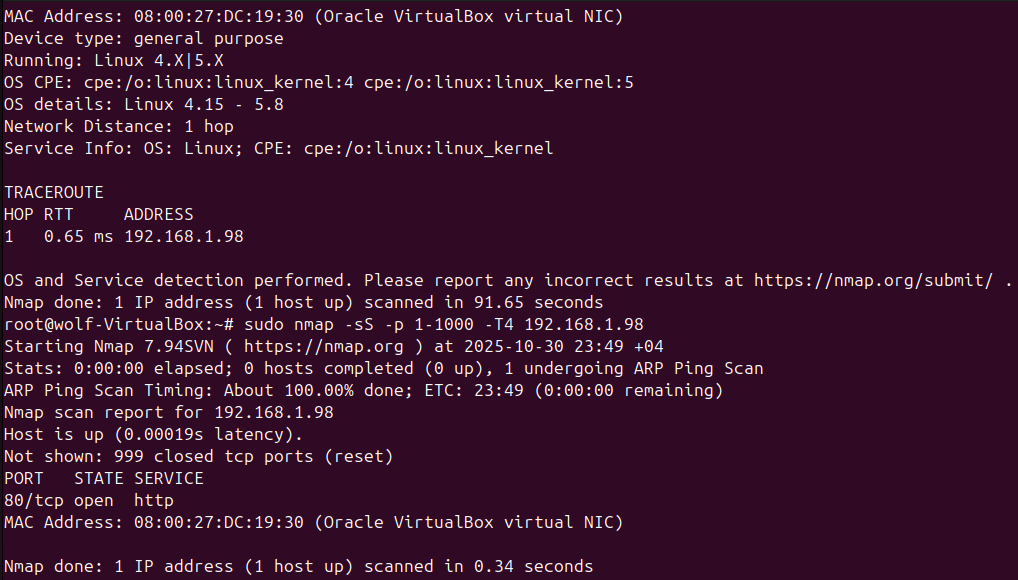 MAC Address: 08:00:27:DC:19:30 (Oracle VirtualBox virtual NIC)
Device type: general purpose
Running: Linux 4.X|5.X
OS CPE: cpe:/o:linux:linux_kernel:4 cpe:/o:linux:linux_kernel:5
OS details: Linux 4.15 - 5.8
Network Distance: 1 hop
Service Info: OS: Linux; CPE: cpe:/o:linux:linux_kernel
TRACEROUTE
HOP RTT     ADDRESS
1   0.65 ms 192.168.1.98
OS and Service detection performed. Please report any incorrect results at https://nmap.org/submit/ .
Nmap done: 1 IP address (1 host up) scanned in 91.65 seconds
root@wolf-VirtualBox:~# sudo nmap -sS -p 1-1000 -T4 192.168.1.98
Starting Nmap 7.94SVN ( https://nmap.org ) at 2025-10-30 23:49 +04
Stats: 0:00:00 elapsed; 0 hosts completed (0 up), 1 undergoing ARP Ping Scan
ARP Ping Scan Timing: About 100.00% done; ETC: 23:49 (0:00:00 remaining)
Nmap scan report for 192.168.1.98
Host is up (0.00019s latency).
Not shown: 999 closed tcp ports (reset)
PORT   STATE SERVICE
80/tcp open  http
MAC Address: 08:00:27:DC:19:30 (Oracle VirtualBox virtual NIC)
Nmap done: 1 IP address (1 host up) scanned in 0.34 seconds